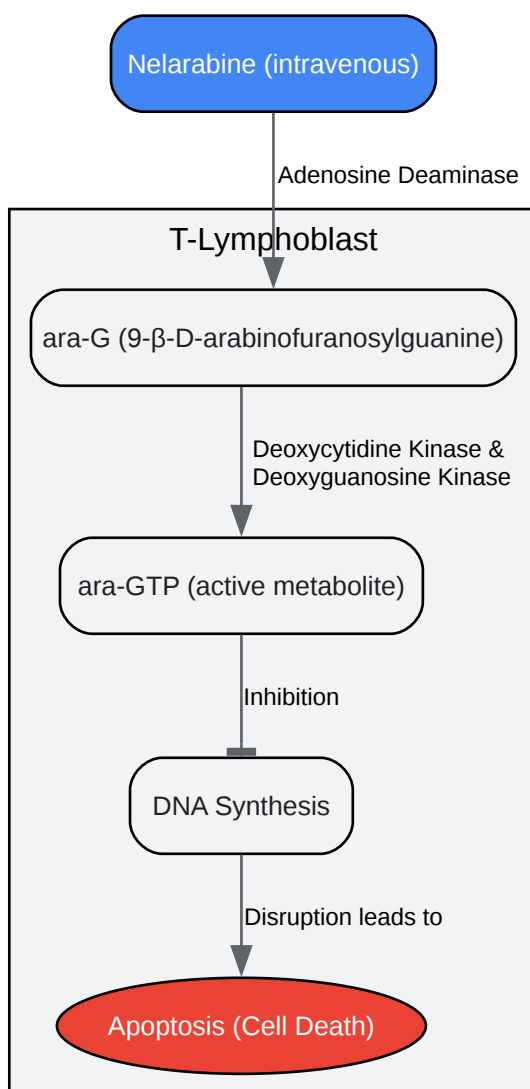 Nelarabine (intravenous)
Adenosine Deaminase
T-Lymphoblast
ara-G (9-β-D-arabinofuranosylguanine)
Deoxycytidine Kinase &
Deoxyguanosine Kinase
ara-GTP (active metabolite)
Inhibition
DNA Synthesis
Disruption leads to
Apoptosis (Cell Death)